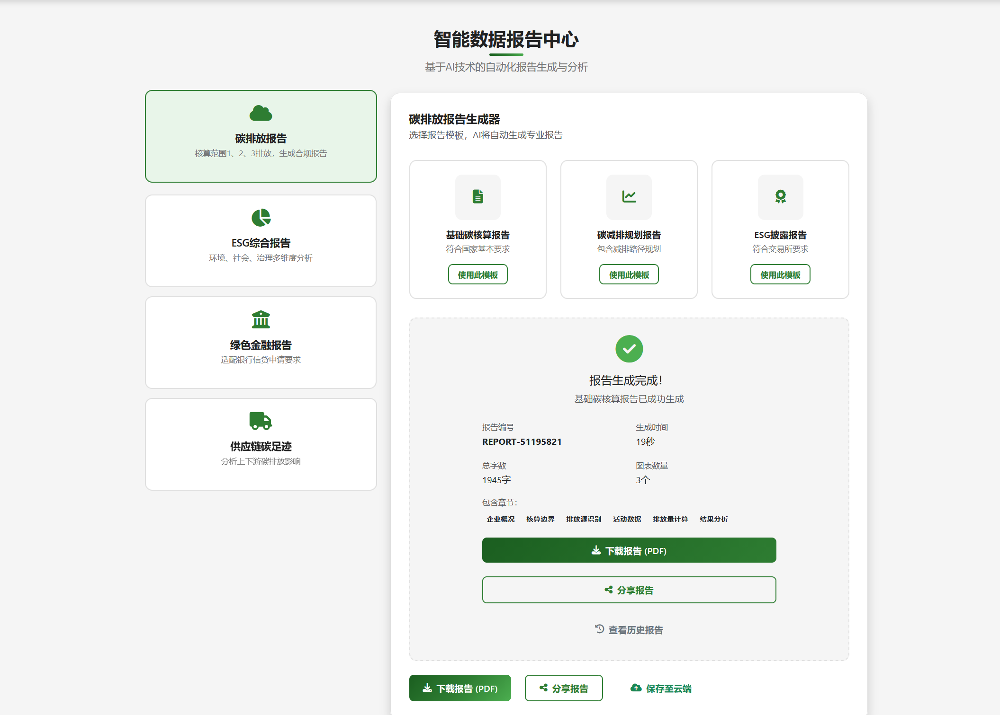 智能数据报告中心
基于AI技术的自动化报告生成与分析
碳排放报告
核算范围1、2、3排放，生成合规报告
ESG综合报告
环境、社会、治理多维度分析
绿色金融报告
适配银行信贷申请要求
供应链碳足迹
分析上下游碳排放影响
碳排放报告生成器
选择报告模板，AI将自动生成专业报告
基础碳核算报告
符合国家基本要求
使用此模板
碳减排规划报告
包含减排路径规划
使用此模板
ESG披露报告
符合交易所要求
使用此模板
报告生成完成！
基础碳核算报告已成功生成
报告编号
REPORT-51195821
生成时间
19秒
总字数
1945字
图表数量
3个
包含章节：
企业概况 核算边界 排放源识别 活动数据 排放量计算 结果分析
下载报告 (PDF)
分享报告
查看历史报告
下载报告 (PDF) 分享报告 保存至云端